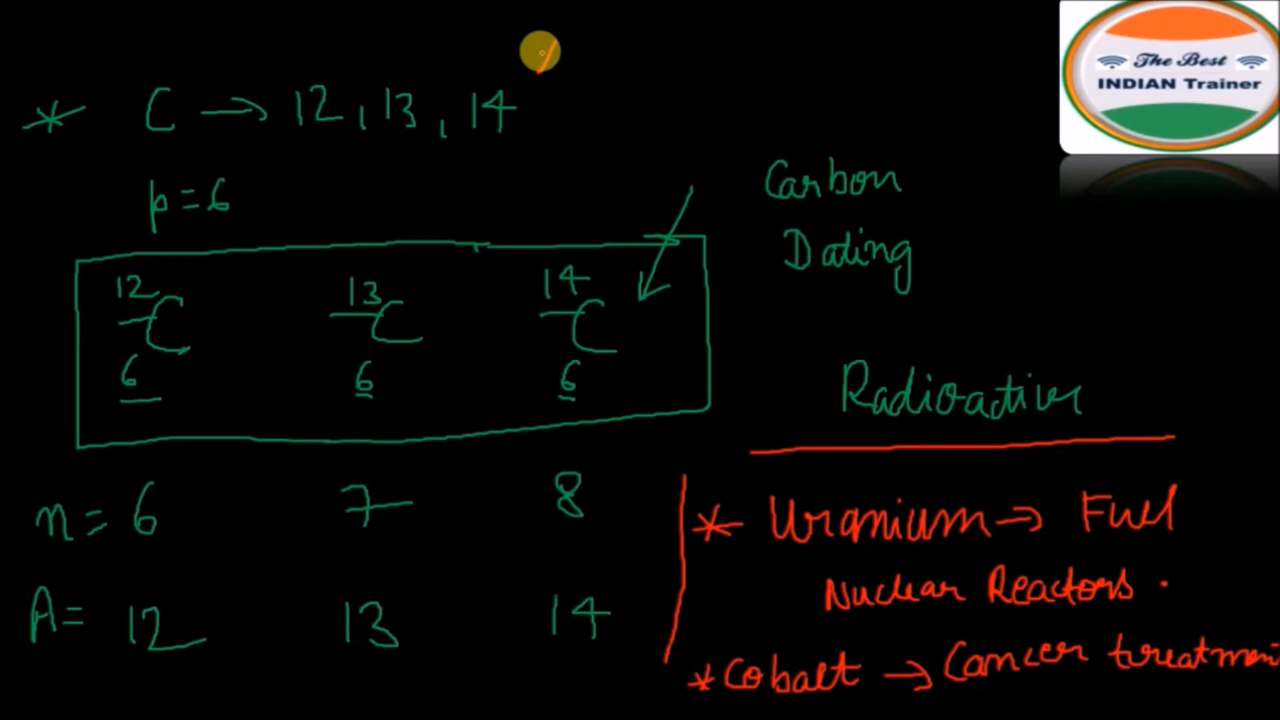 The Best
INDIAN Trainer
* C → 12, 13, 14
p = 6
Carbon
Dating
12 13 14
C C C
6 6 6
Radioactive
n = 6 7 8
A = 12 13 14
* Uranium → Fuel
Nuclear Reactors.
* Cobalt → Cancer treatment